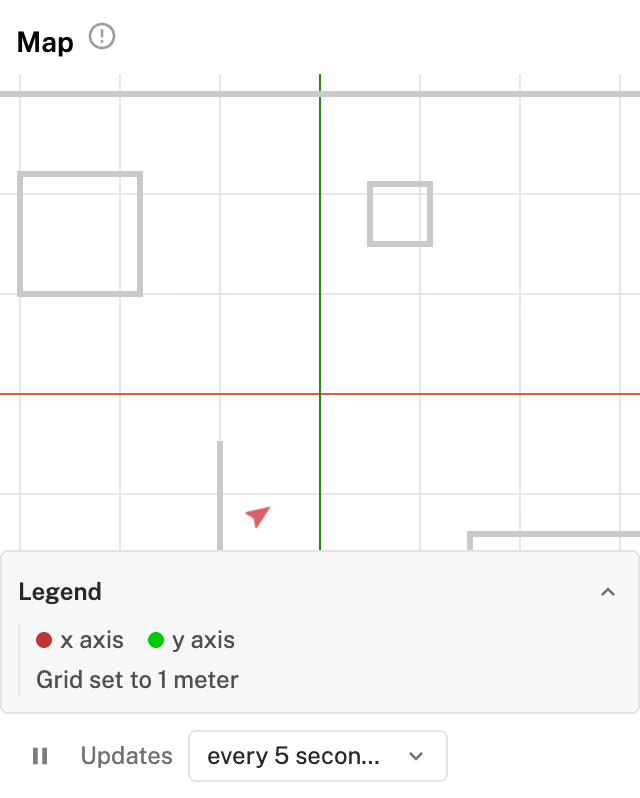 Map
Legend
x axis y axis
Grid set to 1 meter
Updates every 5 secon...